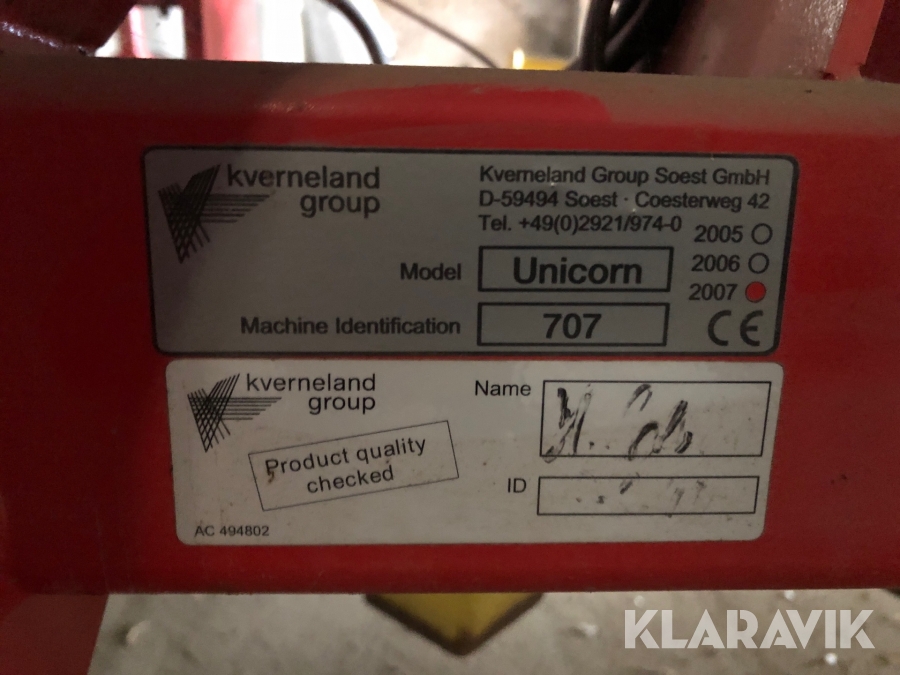 kverneland
group
Kverneland Group Soest GmbH
D-59494 Soest · Coesterweg 42
Tel. +49(0)2921/974-0
2005
2006
2007
Model
Unicorn
Machine Identification
707
CE
kverneland
group
Product quality
checked
AC 494802
Name
ID
KLARAVIK